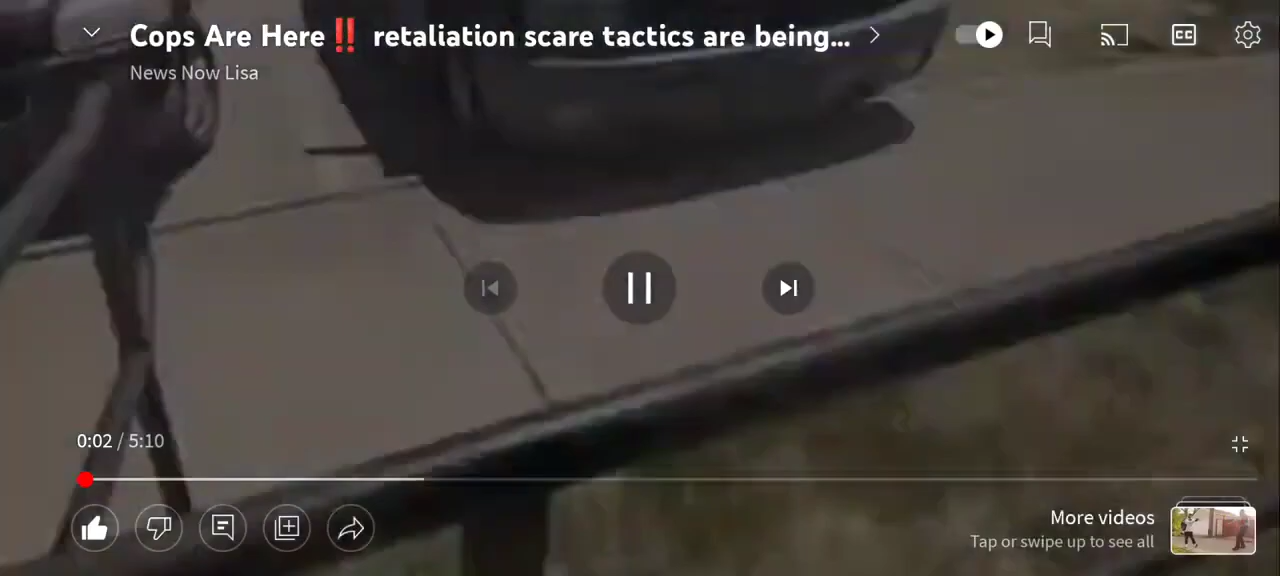 Cops Are Here‼️ retaliation scare tactics are being...
News Now Lisa
CC
0:02 / 5:10
More videos
Tap or swipe up to see all